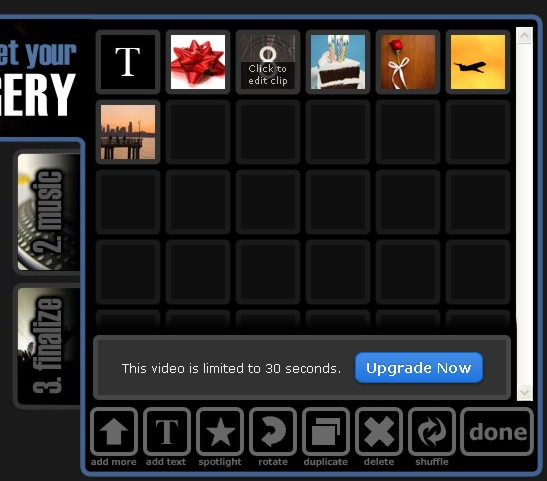 et your
GERY
T
Click to
edit clip
2. music
3. finalize
This video is limited to 30 seconds.
Upgrade Now
T
done
add more
add text
spotlight
rotate
duplicate
delete
shuffle